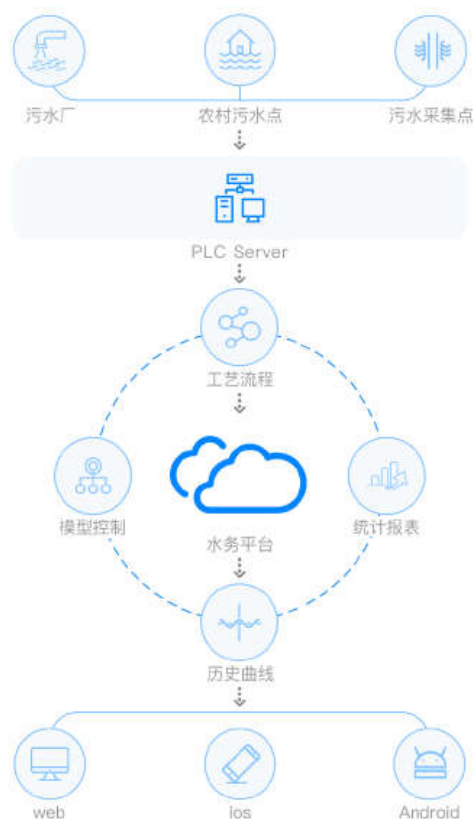 污水厂
农村污水点
污水采集点
PLC Server
工艺流程
模型控制
统计报表
水务平台
历史曲线
web
ios
Android